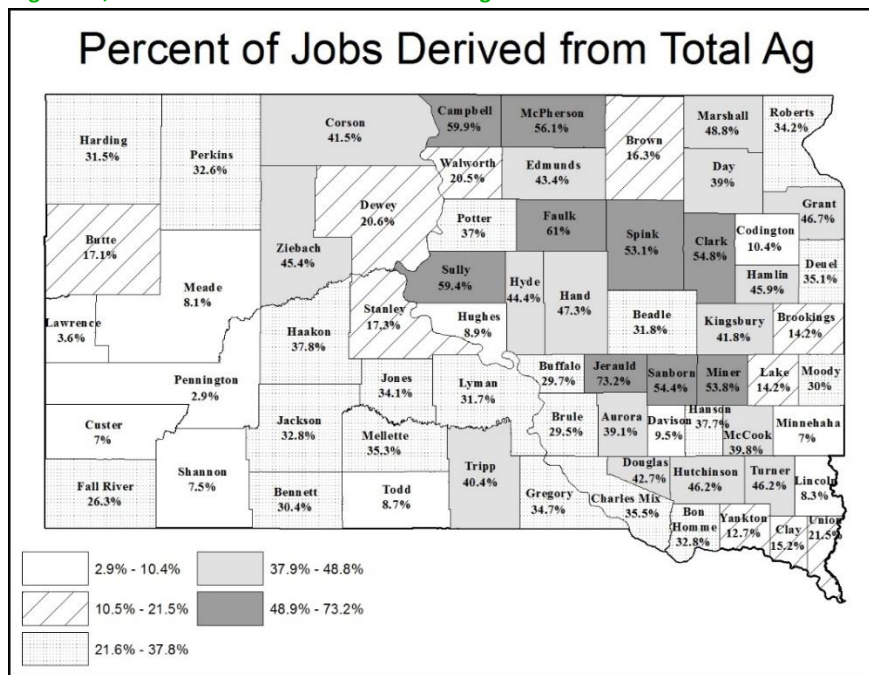 Percent of Jobs Derived from Total Ag
Harding
31.5%
Perkins
32.6%
Corson
41.5%
Campbell
59.9%
McPherson
56.1%
Brown
16.3%
Marshall
48.8%
Roberts
34.2%
Walworth
20.5%
Edmunds
43.4%
Day
39%
Grant
46.7%
Butte
17.1%
Dewey
20.6%
Ziebach
45.4%
Potter
37%
Faulk
61%
Spink
53.1%
Clark
54.8%
Codington
10.4%
Hamlin
45.9%
Deuel
35.1%
Meade
8.1%
Lawrence
3.6%
Sully
59.4%
Hyde
44.4%
Hand
47.3%
Stanley
17.3%
Hughes
8.9%
Haakon
37.8%
Beadle
31.8%
Kingsbury
41.8%
Brookings
14.2%
Pennington
2.9%
Jones
34.1%
Lyman
31.7%
Buffalo
29.7%
Jerauld
73.2%
Sanborn
54.4%
Miner
53.8%
Lake
14.2%
Moody
30%
Custer
7%
Jackson
32.8%
Mellette
35.3%
Brule
29.5%
Aurora
39.1%
Davison
9.5%
Hanson
37.7%
McCook
39.8%
Minnehaha
7%
Fall River
26.3%
Shannon
7.5%
Bennett
30.4%
Todd
8.7%
Tripp
40.4%
Gregory
34.7%
Charles Mix
35.5%
Douglas
42.7%
Hutchinson
46.2%
Turner
46.2%
Lincoln
8.3%
Bon
Homme
32.8%
Yankton
12.7%
Clay
15.2%
Union
21.5%
2.9% - 10.4%
10.5% - 21.5%
21.6% - 37.8%
37.9% - 48.8%
48.9% - 73.2%